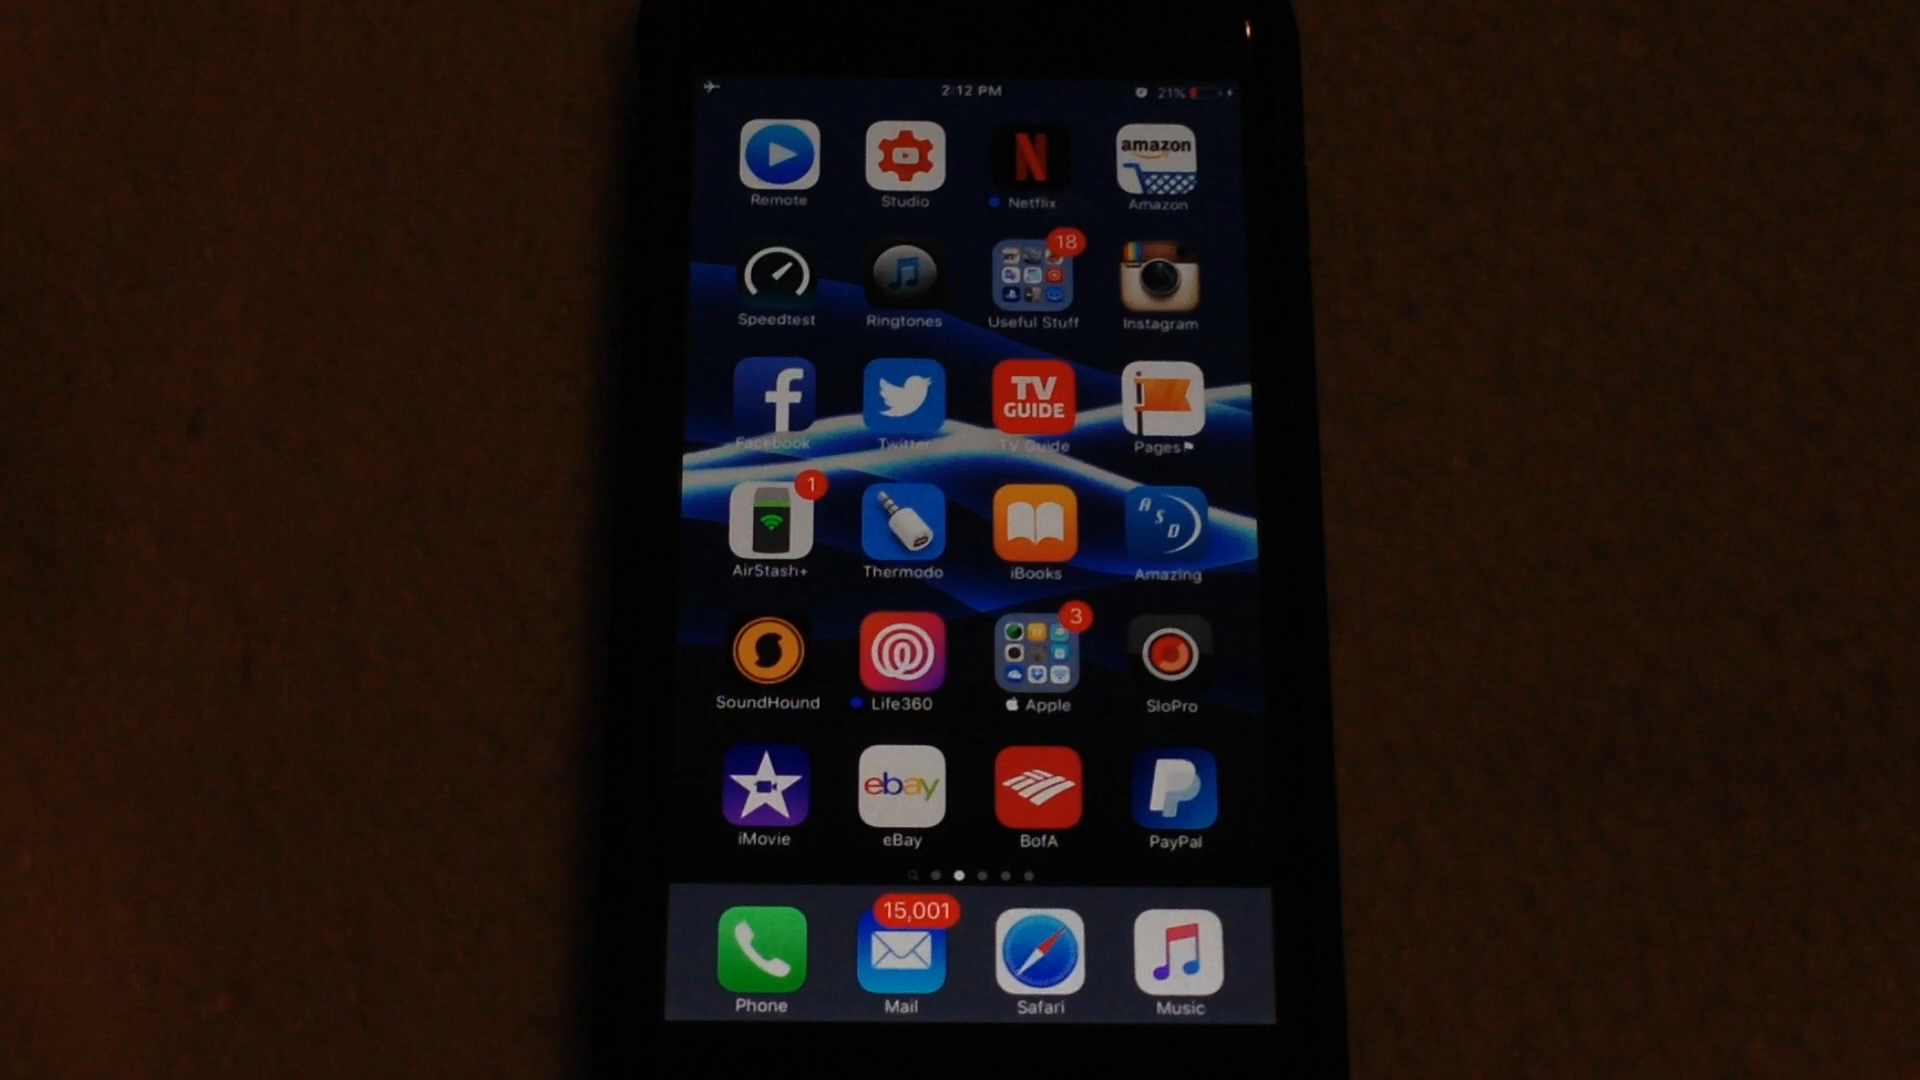 2:12 PM 21%
amazon
Remote Studio Netflix Amazon
18
Speedtest Ringtones Useful Stuff Instagram
TV
GUIDE
Facebook Twitter TV Guide Pages
1
A S D
AirStash+ Thermodo iBooks Amazing
3
SoundHound Life360 Apple SloPro
ebay
iMovie eBay BofA PayPal
15,001
Phone Mail Safari Music